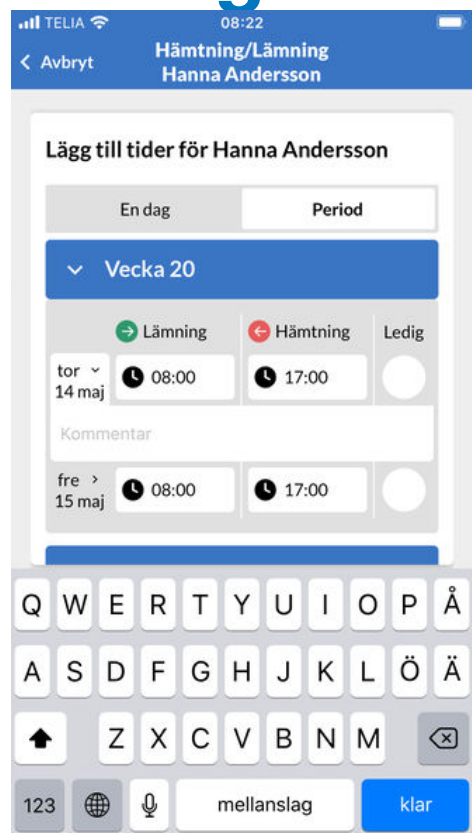 TELIA 08:22
Avbryt
Hämtning/Lämning
Hanna Andersson
Lägg till tider för Hanna Andersson
En dag Period
Vecka 20
Lämning Hämtning Ledig
tor 08:00 17:00
14 maj
Kommentar
fre 08:00 17:00
15 maj
Q W E R T Y U I O P Å
A S D F G H J K L Ö Ä
Z X C V B N M
123 mellanslag klar